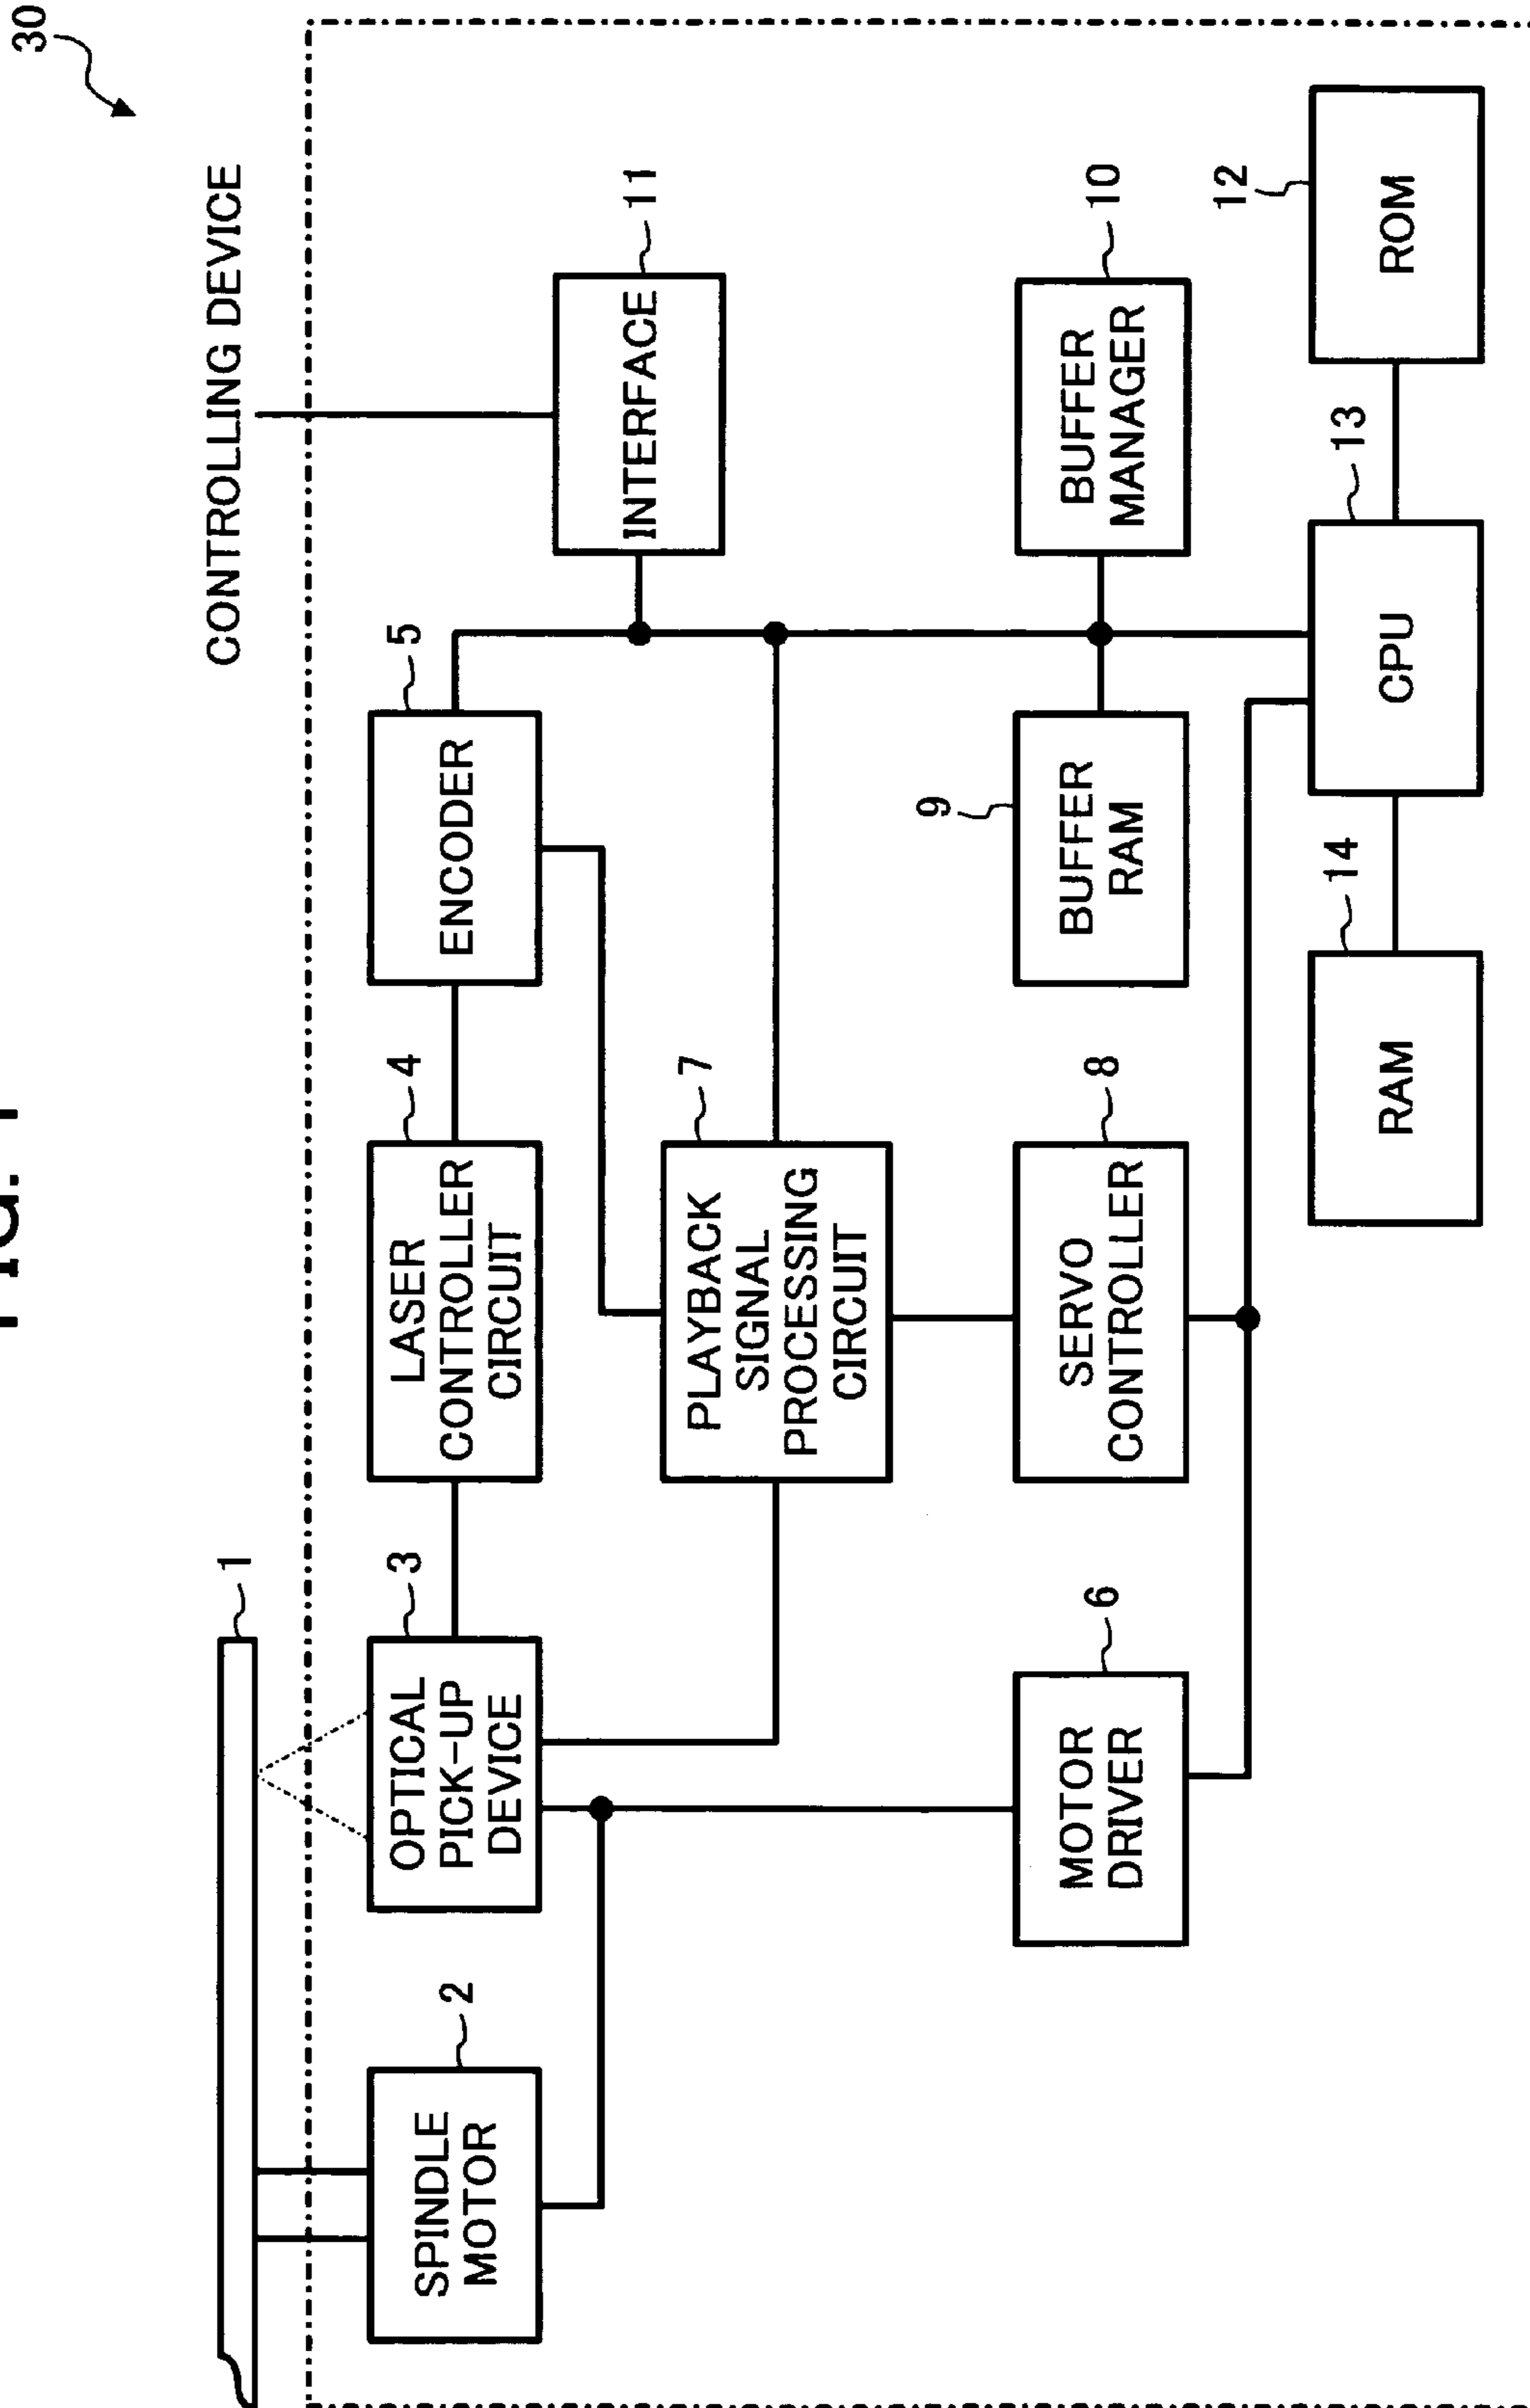 FIG. 1
30
CONTROLLING DEVICE
1
2
SPINDLE
MOTOR
3
OPTICAL
PICK-UP
DEVICE
4
LASER
CONTROLLER
CIRCUIT
5
ENCODER
11
INTERFACE
7
PLAYBACK
SIGNAL
PROCESSING
CIRCUIT
6
MOTOR
DRIVER
8
SERVO
CONTROLLER
9
BUFFER
RAM
10
BUFFER
MANAGER
14
RAM
13
CPU
12
ROM